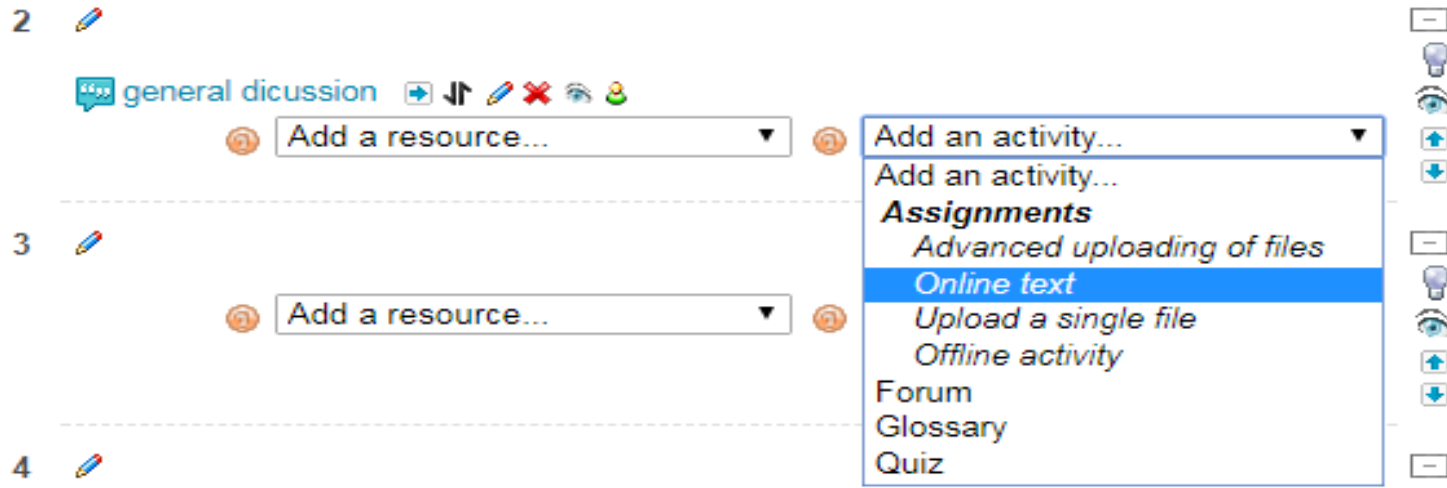 2
general dicussion
Add a resource... Add an activity...
Add an activity...
Assignments
Advanced uploading of files
3
Online text
Add a resource...
Upload a single file
Offline activity
Forum
Glossary
4
Quiz